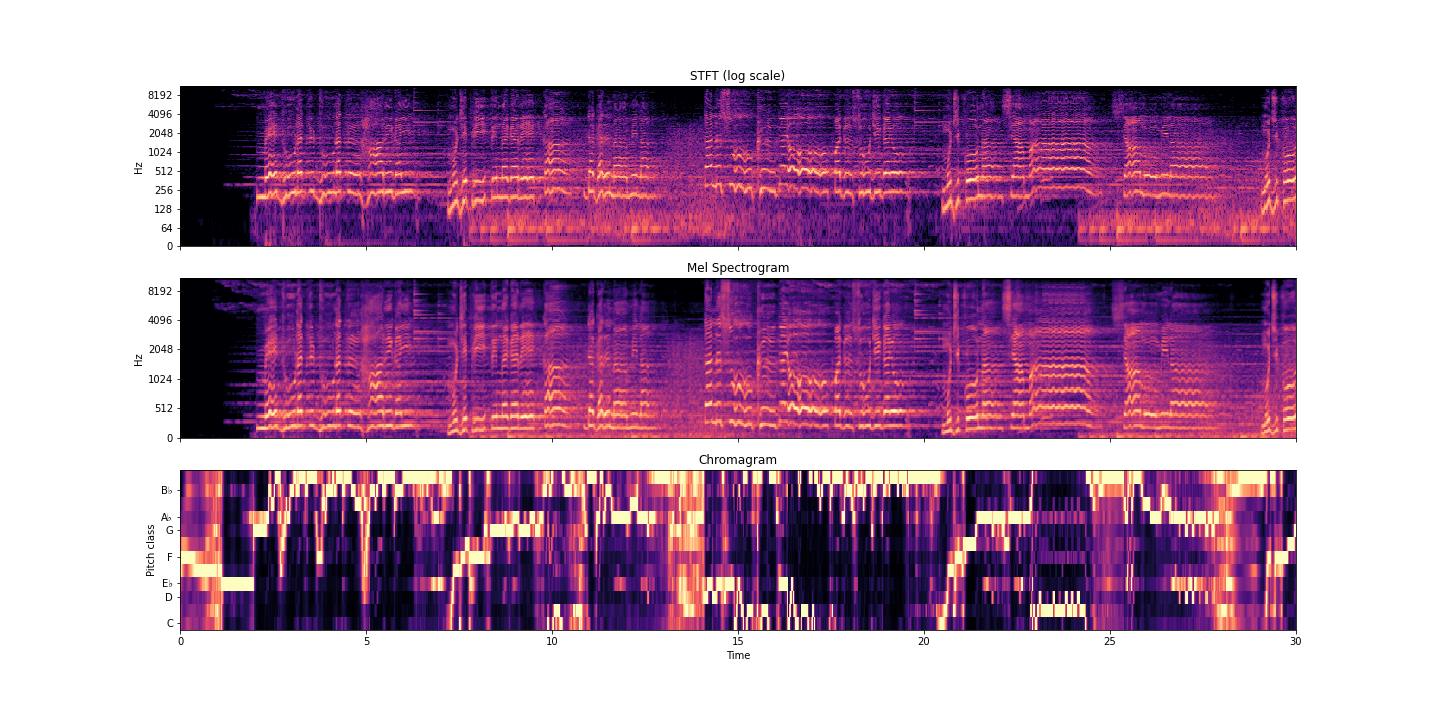 STFT (log scale)
8192
4096
2048
1024
512
256
128
64
0
Hz
Mel Spectrogram
8192
4096
2048
1024
512
0
Hz
Chromagram
B♭
A♭
G
F
E♭
D
C
Pitch class
0 5 10 15 20 25 30
Time